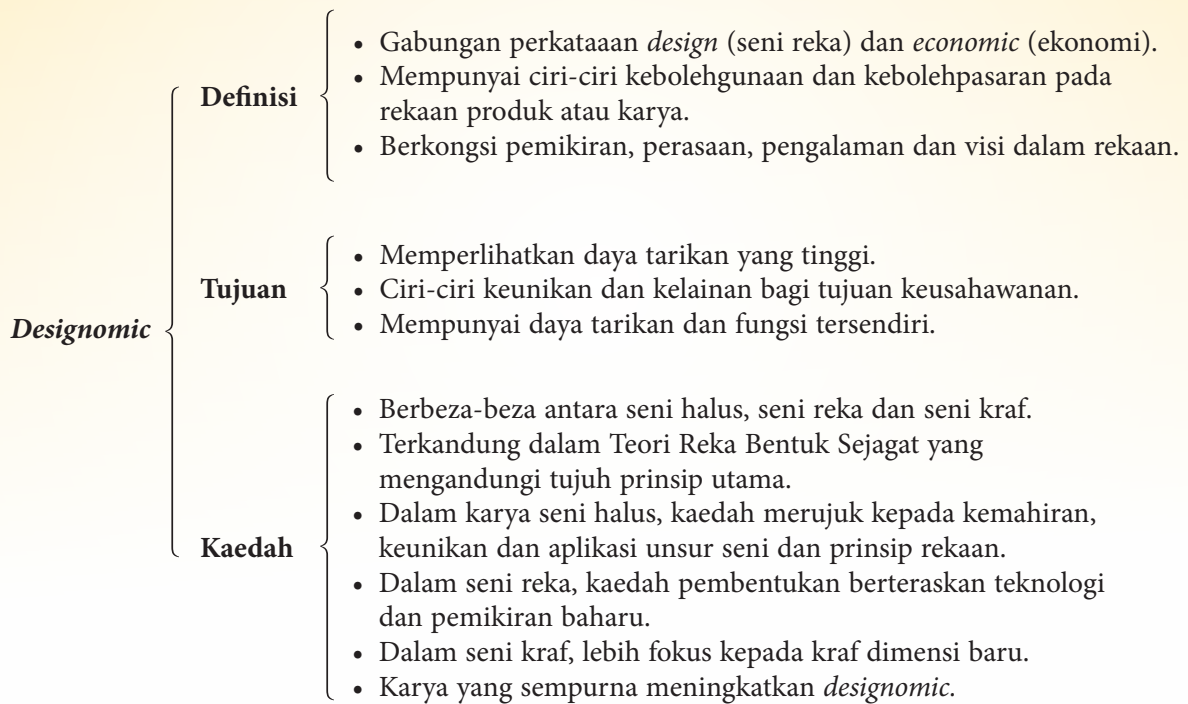 Designomic
Definisi
• Gabungan perkataaan design (seni reka) dan economic (ekonomi).
• Mempunyai ciri-ciri kebolehgunaan dan kebolehpasaran pada
rekaan produk atau karya.
• Berkongsi pemikiran, perasaan, pengalaman dan visi dalam rekaan.
Tujuan
• Memperlihatkan daya tarikan yang tinggi.
• Ciri-ciri keunikan dan kelainan bagi tujuan keusahawanan.
• Mempunyai daya tarikan dan fungsi tersendiri.
Kaedah
• Berbeza-beza antara seni halus, seni reka dan seni kraf.
• Terkandung dalam Teori Reka Bentuk Sejagat yang
mengandungi tujuh prinsip utama.
• Dalam karya seni halus, kaedah merujuk kepada kemahiran,
keunikan dan aplikasi unsur seni dan prinsip rekaan.
• Dalam seni reka, kaedah pembentukan berteraskan teknologi
dan pemikiran baharu.
• Dalam seni kraf, lebih fokus kepada kraf dimensi baru.
• Karya yang sempurna meningkatkan designomic.